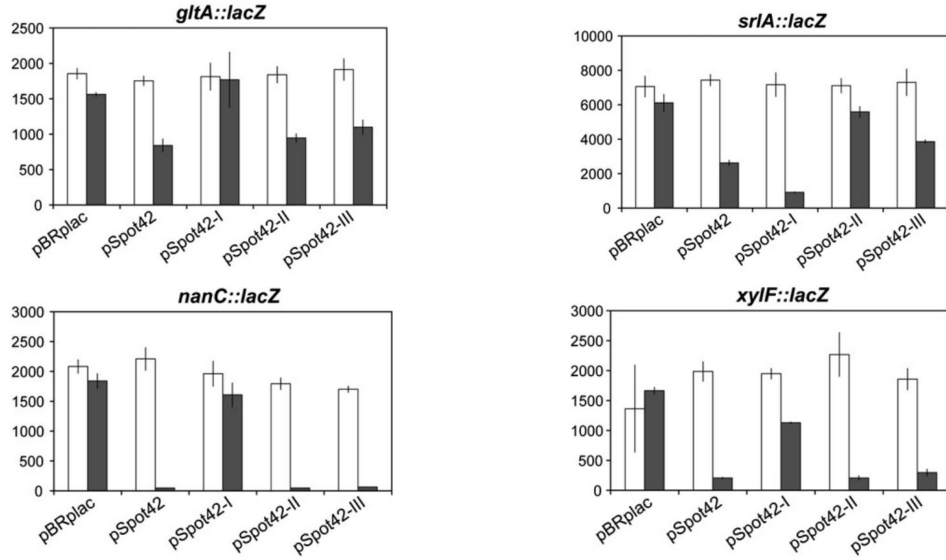 gltA::lacZ
2500
2000
1500
1000
500
0
pBRplac
pSpot42
pSpot42-I
pSpot42-II
pSpot42-III
srlA::lacZ
10000
8000
6000
4000
2000
0
pBRplac
pSpot42
pSpot42-I
pSpot42-II
pSpot42-III
nanC::lacZ
3000
2500
2000
1500
1000
500
0
pBRplac
pSpot42
pSpot42-I
pSpot42-II
pSpot42-III
xylF::lacZ
3000
2500
2000
1500
1000
500
0
pBRplac
pSpot42
pSpot42-I
pSpot42-II
pSpot42-III